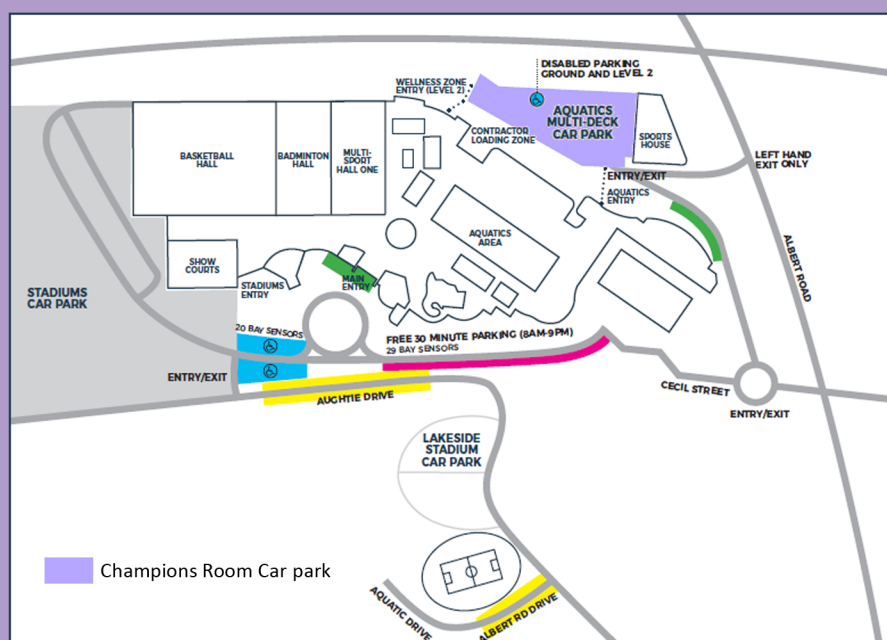 DISABLED PARKING
GROUND AND LEVEL 2
WELLNESS ZONE
ENTRY (LEVEL 2)
AQUATICS
MULTI-DECK
CAR PARK
CONTRACTOR
LOADING ZONE
SPORTS
HOUSE
BASKETBALL
HALL
BADMINTON
HALL
MULTI-
SPORT
HALL ONE
LEFT HAND
EXIT ONLY
ENTRY/EXIT
AQUATICS
ENTRY
ALBERT ROAD
AQUATICS
AREA
SHOW
COURTS
STADIUMS
ENTRY
MAIN
ENTRY
STADIUMS
CAR PARK
20 BAY SENSORS
FREE 30 MINUTE PARKING (8AM-9PM)
29 BAY SENSORS
ENTRY/EXIT
AUGHTIE DRIVE
CECIL STREET
ENTRY/EXIT
LAKESIDE
STADIUM
CAR PARK
Champions Room Car park
AQUATIC DRIVE
ALBERT RD DRIVE